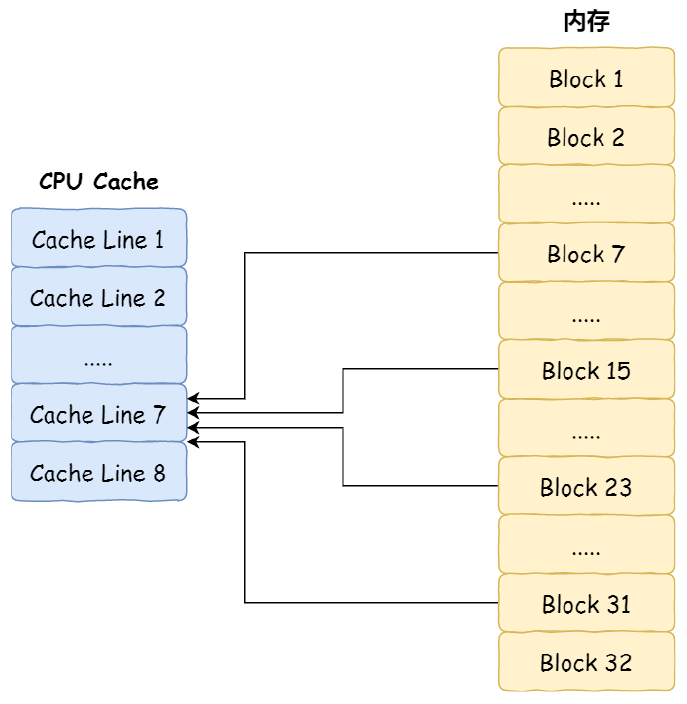 内存
Block 1
Block 2
.....
Block 7
.....
Block 15
.....
Block 23
.....
Block 31
Block 32
CPU Cache
Cache Line 1
Cache Line 2
.....
Cache Line 7
Cache Line 8